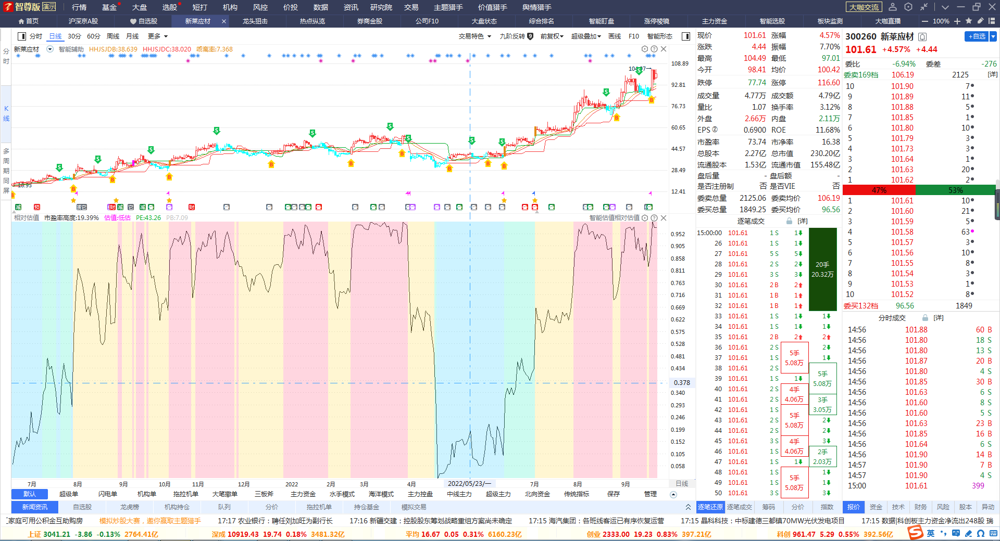 智尊版 演示 行情 基金 大盘 选股 短打 机构 风控 价投 数据 资讯 研究院 交易 主题猎手 价值猎手 舆情猎手 大咖交流
首页 沪深京A股 自选股 新莱应材 × 龙头狙击 热点纵览 券商金股 公司F10 大盘状态 综合排名 智能盯盘 涨停棱镜 主力资金 智能选股 板块监测 大咖直播 100%
分时 日线 30分 60分 周线 月线 更多 交易特色 九阶反转 9 前复权 超级叠加 画线 F10 智能形态
新莱应材 智能辅助 HHJSJDB:38.639 HHJSJDC:38.020 乖离率:7.368
分时
K线
多周期同屏
108.89
92.81
76.73
60.65
44.57
28.49
12.41
相对估值 市盈率高度:19.39% 估值:低估 PE:43.26 PB:7.09 智能估值相对估值
0.952
0.905
0.858
0.811
0.763
0.716
0.669
0.622
0.575
0.528
0.481
0.434
0.378
0.340
0.293
0.246
0.199
0.152
0.105
0.058
7月 8月 9月 10月 11月 12月 2022 2月 3月 4月 2022/05/23/一 7月 8月 9月 日线
默认 超级单 闪电单 机构单 拖拉机单 大笔撤单 三板斧 主力资金 水手模式 海洋模式 主力控盘 中线主力 超级主力 北向资金 传统指标 保存 管理
新闻资讯 自选股 龙虎榜 机构持仓 队列 分价 拖拉机单 持仓基金 模拟交易
现价 101.61 涨幅 4.57%
涨跌 4.44 振幅 7.70%
最高 104.49 最低 97.01
今开 98.41 均价 100.42
跌停 77.74 涨停 116.60
成交量 4.77万 成交额 4.79亿
量比 1.07 换手率 3.12%
外盘 2.66万 内盘 2.11万
EPS② 0.6900 ROE 11.68%
市盈率 73.74 市净率 16.38
总股本 2.27亿 总市值 230.20亿
流通股本 1.53亿 流通市值 155.48亿
盘后量 - 盘后额 -
是否注册制 否 是否VIE 否
委卖总量 2125.06 委卖均价 106.19
委买总量 1849.25 委买均价 96.56
逐笔成交 [详]
15:00:00 101.61 1 S 1
26 101.61 1 S 1
27 101.61 5 S 5
28 101.61 2 S 2
29 101.61 3 S 3
30 101.61 2 B 2
31 101.61 1 B 1
32 101.61 1 B 1
33 101.61 1 S 1 1
34 101.61 1 S 1 1
35 101.61 2 B 2 2
36 101.61 2 S 2
37 101.61 1 S 1
38 101.61 2 S
39 101.61 1 S 1
40 101.61 2 S
41 101.61 2 S
42 101.61 1 S
43 101.61 2 S 2
44 101.61 2 S 2
45 101.61 3 S 3
46 101.61 1 S
47 101.61 1 S 1
48 101.61 1 S 1
49 101.61 1 S 1
50 101.61 3 S 3
20手
20.32万
5手
5.08万
5手
5.08万
4手
4.06万
3手
3.05万
5手
5.08万
4手
4.06万
2手
2.03万
5手
5.08万
逐笔还原 逐笔成交 筹码 分价 指数
300260 新莱应材 +自选
101.61 +4.57% +4.44
委比 -6.94% 委差 -276
委卖169档 106.19 2125 [详]
10 101.90 7
9 101.89 11
8 101.88 5
7 101.85 1
6 101.80 10
5 101.79 3
4 101.73 3
3 101.64 1
2 101.63 20
1 101.62 2
47% 53%
1 101.61 10
2 101.60 21
3 101.59 5
4 101.58 63
5 101.57 3
6 101.56 10
7 101.55 8
8 101.54 3
9 101.53 1
10 101.52 8
委买132档 96.56 1849
分时成交 [详]
14:56 101.88 60 B
14:56 101.80 18 S
14:56 101.80 13 S
14:56 101.87 20 B
14:56 101.80 4 S
14:56 101.85 30 B
14:56 101.63 6 S
14:56 101.60 8 S
14:56 101.60 5 S
14:56 101.63 23 B
14:56 101.85 16 B
14:56 101.64 6 S
14:56 101.90 14 B
14:57 101.90 7 B
14:57 101.90 4 S
15:00 101.61 399
报价 资金 技术 财务 风险 股本 异动
家庭可用公积金互助购房 模拟炒股大赛，邀你赢取主题猎手 17:17 农业银行：聘任刘加旺为副行长 17:16 新疆交建：控股股东筹划战略重组方案尚未确定 17:15 海汽集团：各班线客运已有序恢复运营 17:15 晶科科技：中标建德三都镇70MW光伏发电项目 17:15 数据|科创板主力资金净流出248股 瑞
上证 3041.21 -3.86 -0.13% 2764.41亿 深成 10919.43 19.74 0.18% 3481.32亿 平均 16.67 0.05 0.31% 6160.23亿 创业 2333.00 19.23 0.83% 397.21亿 科创 961.47 5.29 0.55% 392.56亿 英